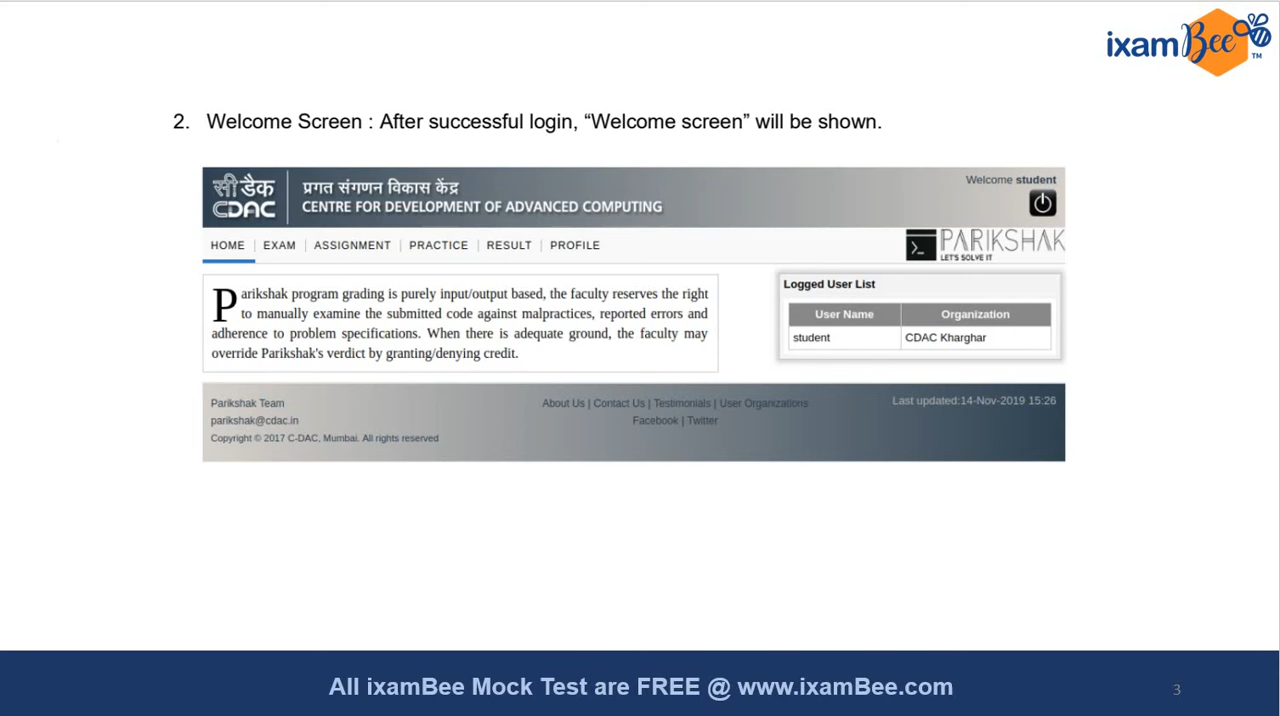 ixamBee™
2. Welcome Screen : After successful login, “Welcome screen” will be shown.
सी डैक
CDAC
प्रगत संगणन विकास केंद्र
CENTRE FOR DEVELOPMENT OF ADVANCED COMPUTING
Welcome student
HOME | EXAM | ASSIGNMENT | PRACTICE | RESULT | PROFILE
>_ PARIKSHAK
LET'S SOLVE IT
Parikshak program grading is purely input/output based, the faculty reserves the right
to manually examine the submitted code against malpractices, reported errors and
adherence to problem specifications. When there is adequate ground, the faculty may
override Parikshak's verdict by granting/denying credit.
Logged User List
User Name Organization
student CDAC Kharghar
Parikshak Team
parikshak@cdac.in
Copyright © 2017 C-DAC, Mumbai. All rights reserved
About Us | Contact Us | Testimonials | User Organizations
Facebook | Twitter
Last updated:14-Nov-2019 15:26
All ixamBee Mock Test are FREE @ www.ixamBee.com
3